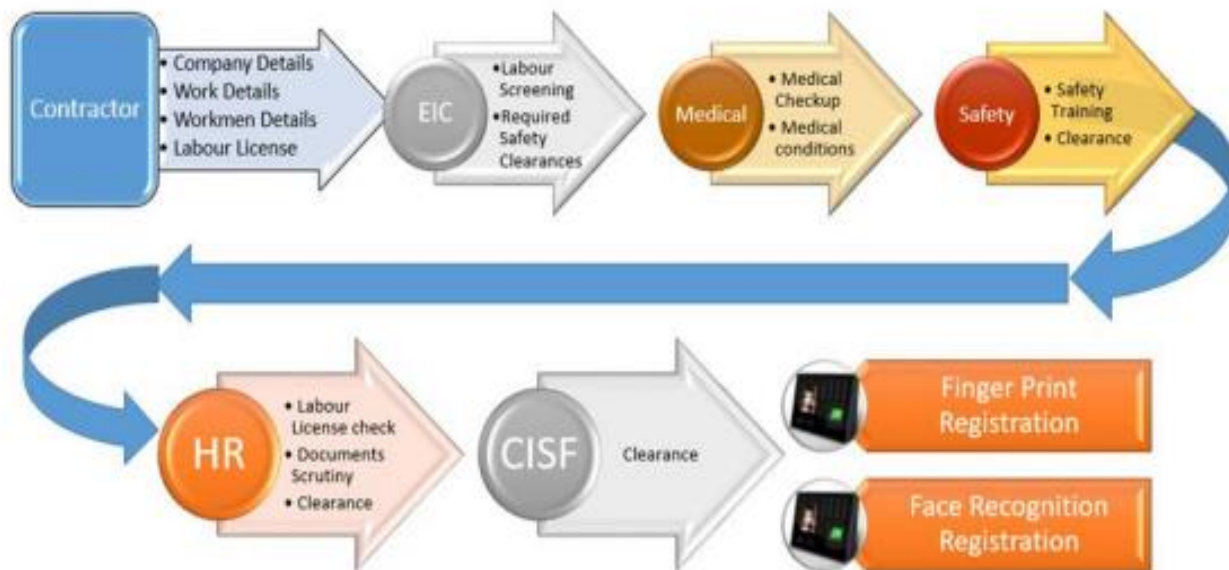 Contractor
• Company Details
• Work Details
• Workmen Details
• Labour License
EIC
• Labour
Screening
• Required
Safety
Clearances
Medical
• Medical
Checkup
• Medical
conditions
Safety
• Safety
Training
• Clearance
HR
• Labour
License check
• Documents
Scrutiny
• Clearance
CISF
Clearance
Finger Print
Registration
Face Recognition
Registration